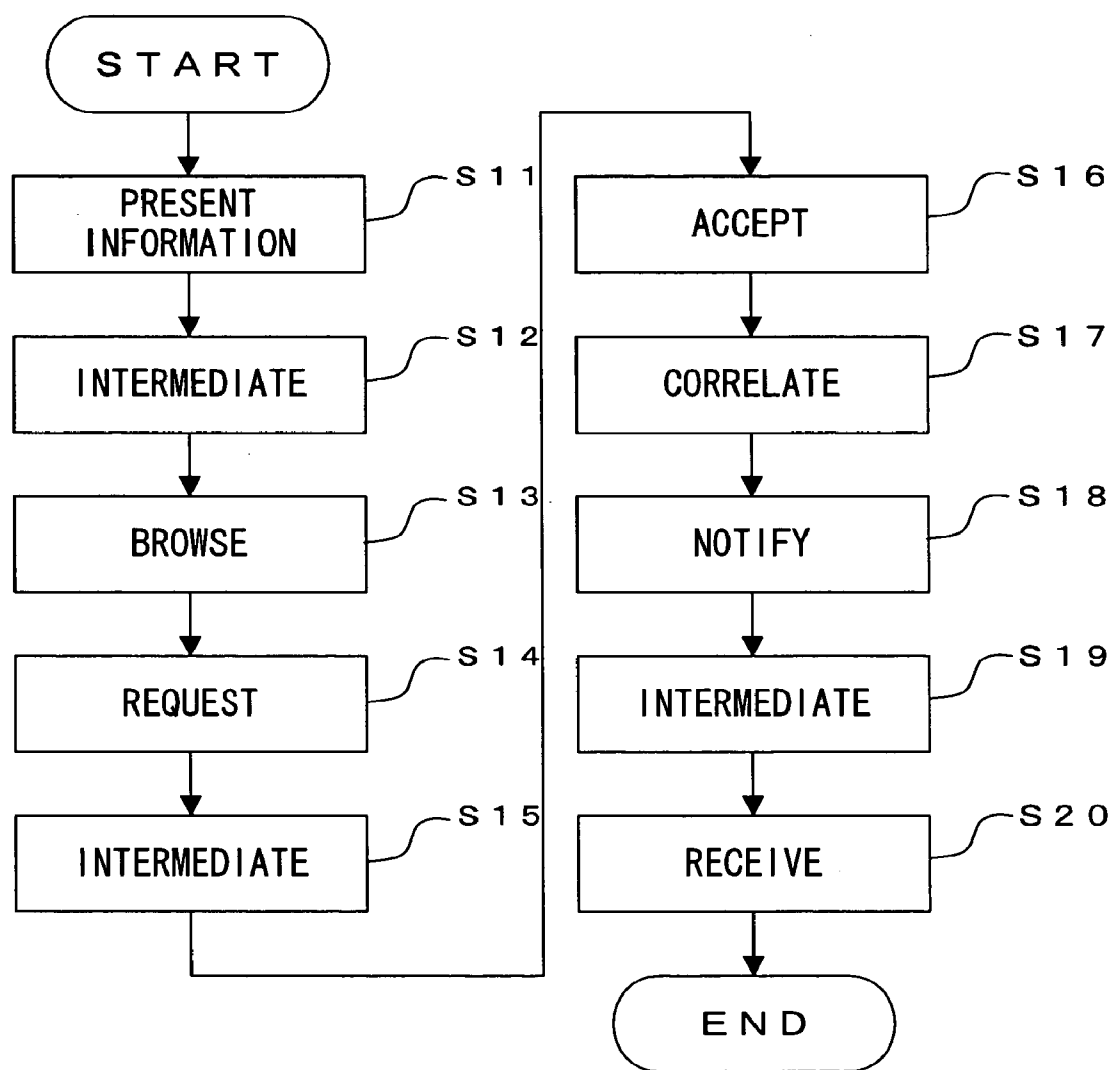 START
PRESENT
INFORMATION
S11
INTERMEDIATE
S12
BROWSE
S13
REQUEST
S14
INTERMEDIATE
S15
ACCEPT
S16
CORRELATE
S17
NOTIFY
S18
INTERMEDIATE
S19
RECEIVE
S20
END